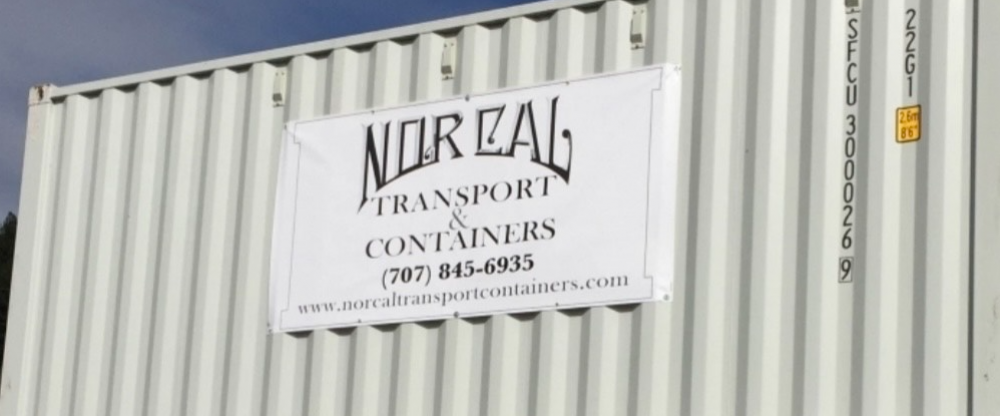 NOR CAL
TRANSPORT
&
CONTAINERS
(707) 845-6935
www.norcaltransportcontainers.com
SFCU 300026 9
22G1
2,6m
8'6"